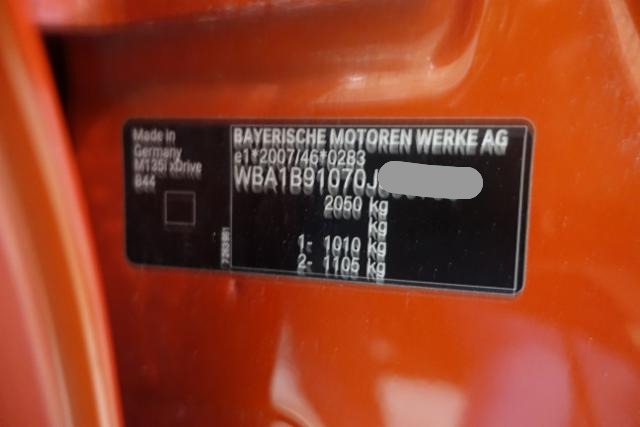 Made in
Germany
M135i xDrive
B44
BAYERISCHE MOTOREN WERKE AG
e1*2007/46*0283
WBA1B91070J
2050 kg
kg
1- 1010 kg
2- 1105 kg